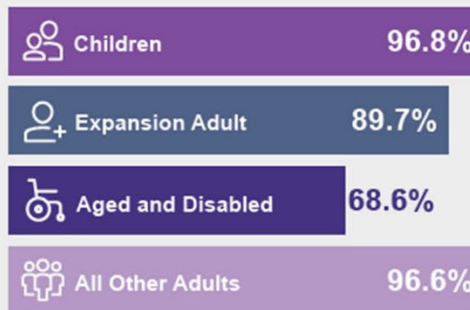 Children 96.8%
Expansion Adult 89.7%
Aged and Disabled 68.6%
All Other Adults 96.6%